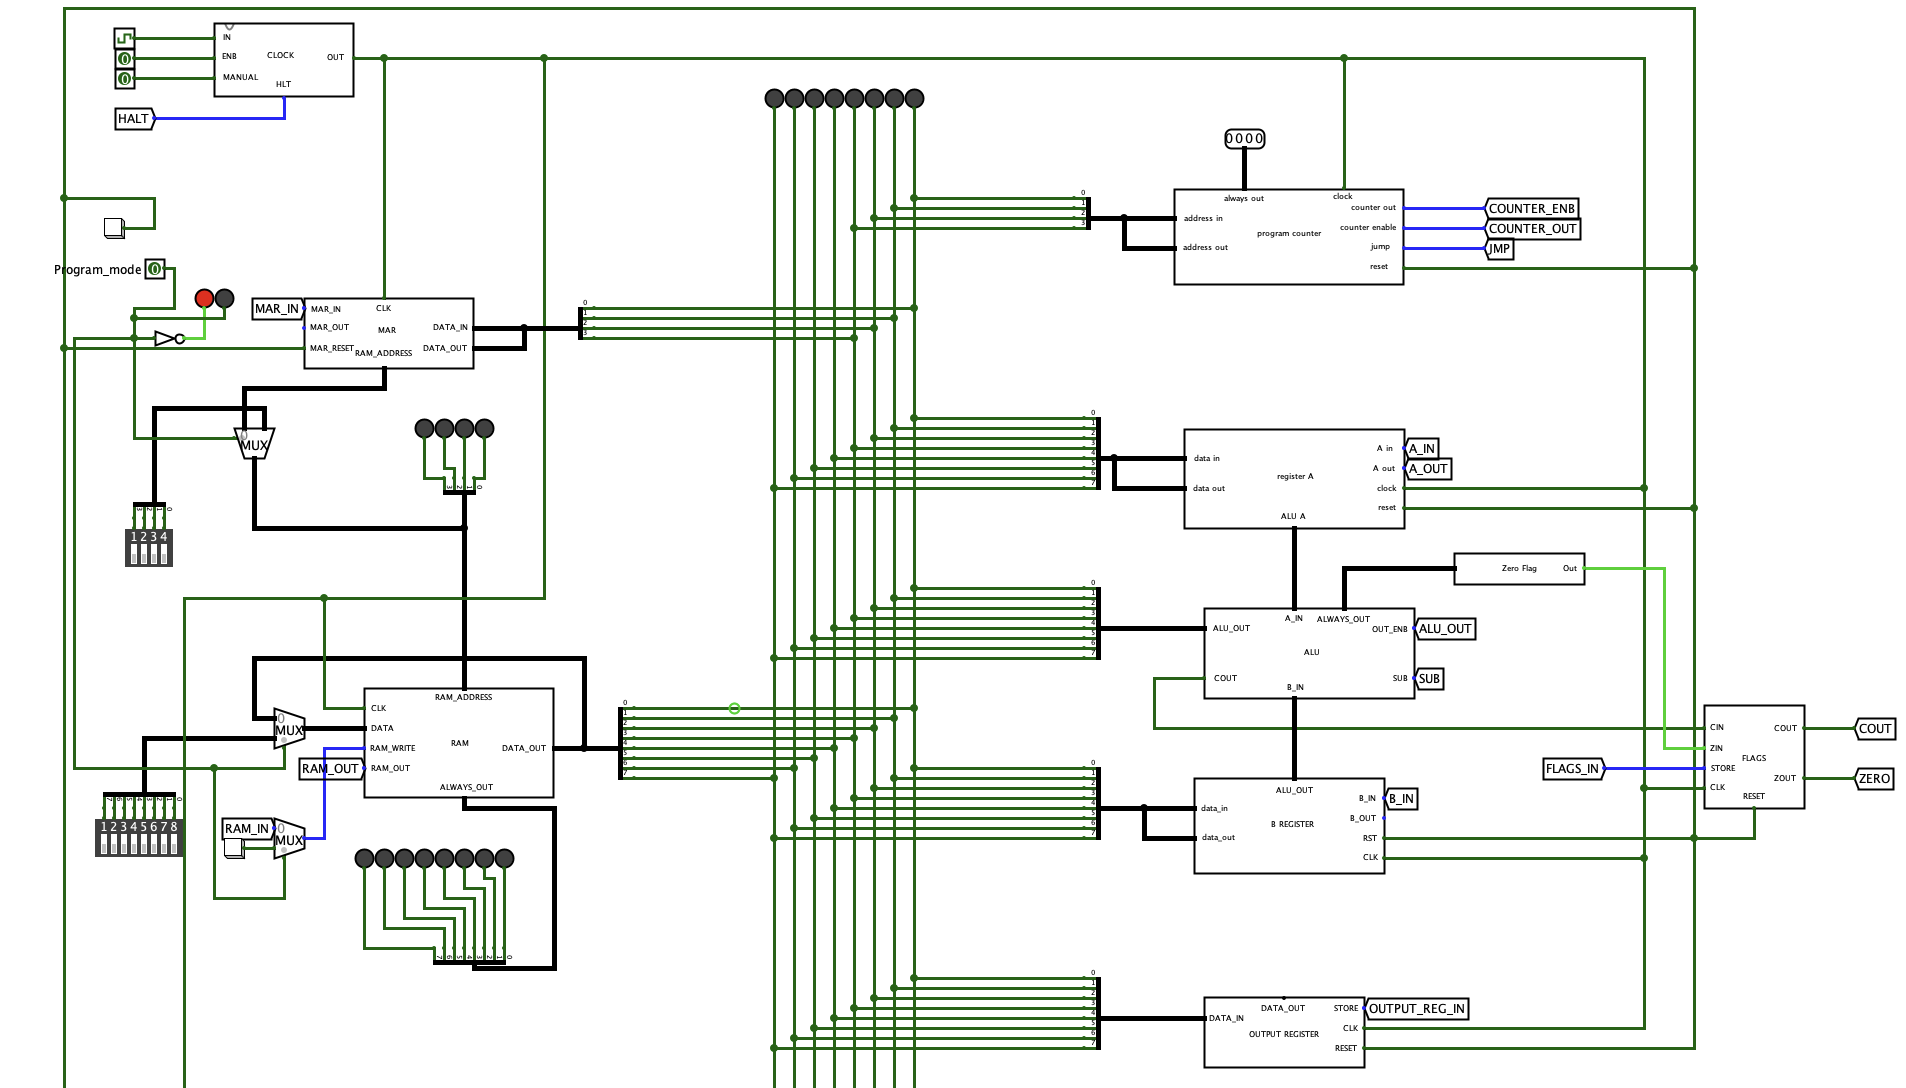 IN
ENB
MANUAL
CLOCK
OUT
HLT
HALT
0000
always out
clock
address in
address out
program counter
counter out
counter enable
jump
reset
COUNTER_ENB
COUNTER_OUT
JMP
Program_mode
0
MAR_IN
MAR_IN
MAR_OUT
MAR_RESET
CLK
MAR
RAM_ADDRESS
DATA_IN
DATA_OUT
MUX
1 2 3 4
data in
data out
register A
ALU A
A in
A out
clock
reset
A_IN
A_OUT
Zero Flag
Out
ALU_OUT
A_IN
ALWAYS_OUT
OUT_ENB
ALU
COUT
SUB
B_IN
ALU_OUT
SUB
RAM_ADDRESS
CLK
DATA
RAM_WRITE
RAM_OUT
RAM
DATA_OUT
ALWAYS_OUT
MUX
RAM_OUT
1 2 3 4 5 6 7 8
RAM_IN
MUX
CIN
ZIN
STORE
CLK
COUT
FLAGS
ZOUT
RESET
COUT
ZERO
FLAGS_IN
ALU_OUT
data_in
data_out
B REGISTER
B_IN
B_OUT
RST
CLK
B_IN
DATA_OUT
DATA_IN
OUTPUT REGISTER
STORE
CLK
RESET
OUTPUT_REG_IN